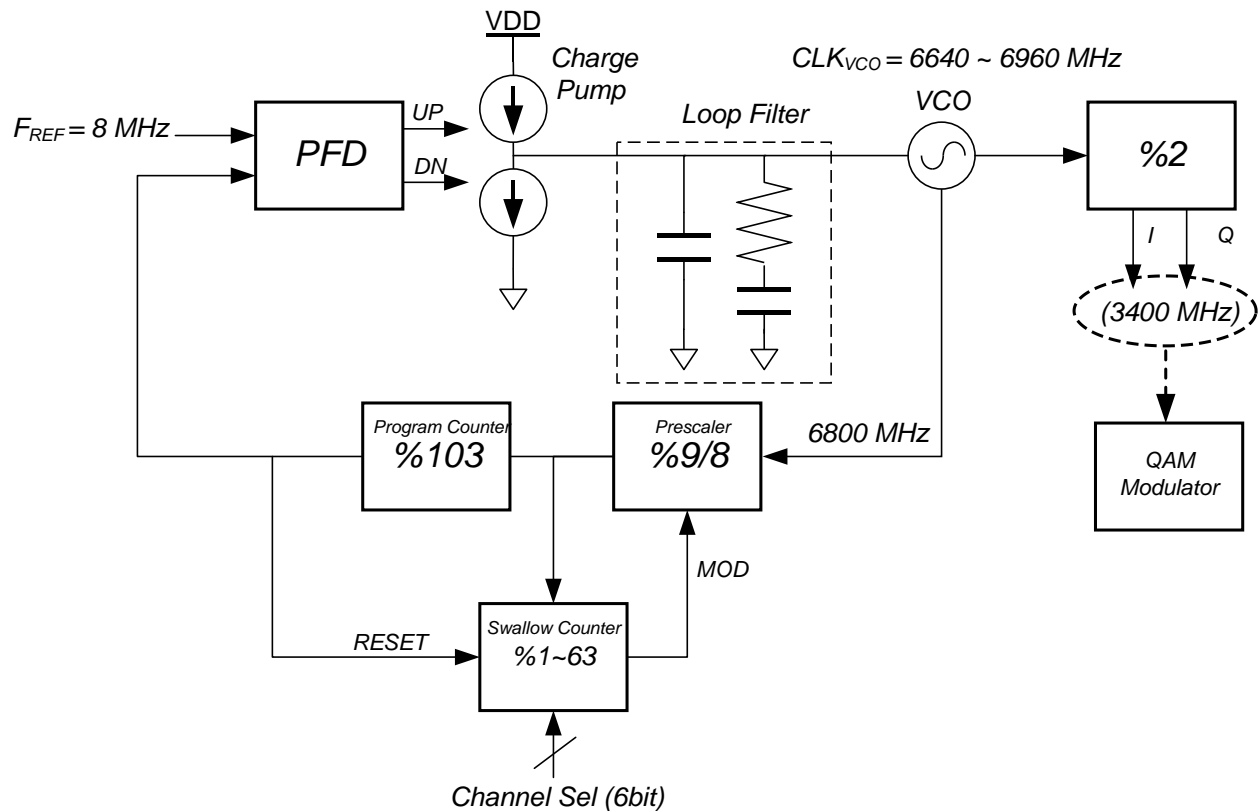 VDD
Charge
Pump
CLKVCO = 6640 ~ 6960 MHz
VCO
Loop Filter
FREF = 8 MHz
PFD
UP
DN
%2
I
Q
(3400 MHz)
Program Counter
%103
Prescaler
%9/8
6800 MHz
QAM
Modulator
MOD
RESET
Swallow Counter
%1~63
Channel Sel (6bit)